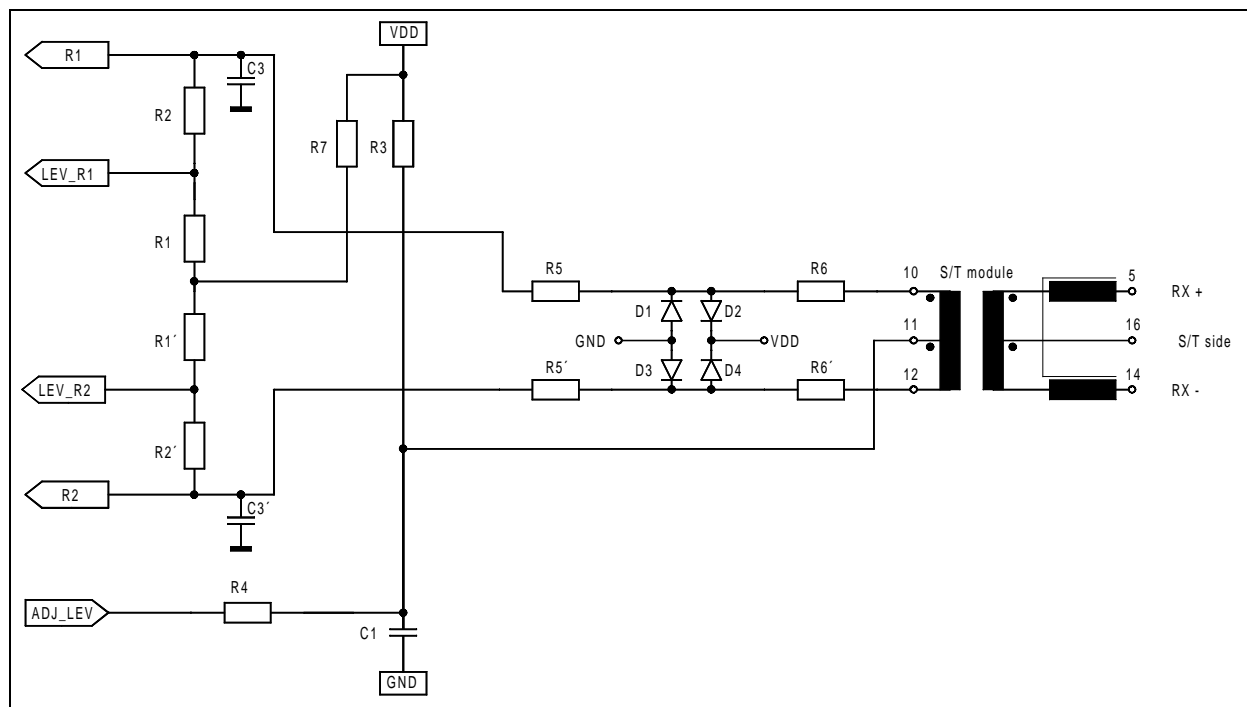 VDD
R1
C3
R2
R7
R3
LEV_R1
R1
R5
R6
10
S/T module
5
RX +
D1
D2
11
16
GND
VDD
S/T side
R1´
D3
D4
R5´
R6´
12
14
RX -
LEV_R2
R2´
R2
C3´
R4
ADJ_LEV
C1
GND